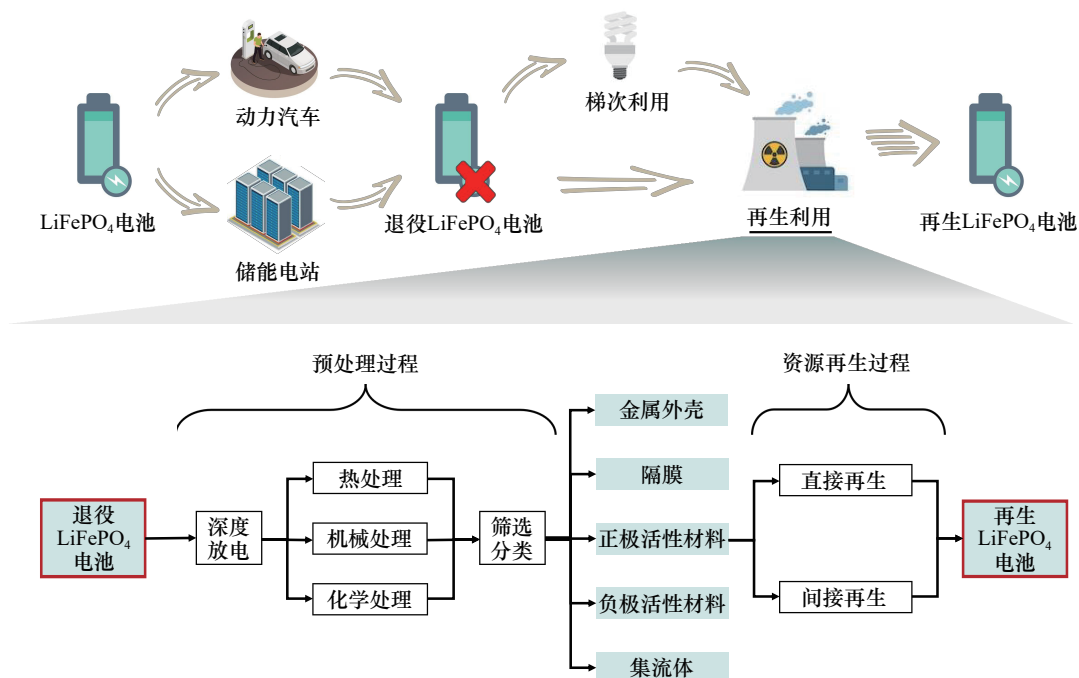 动力汽车
梯次利用
LiFePO₄电池
退役LiFePO₄电池
再生利用
再生LiFePO₄电池
储能电站
预处理过程
资源再生过程
金属外壳
热处理
隔膜
直接再生
退役
LiFePO₄
电池
深度
放电
机械处理
筛选
分类
正极活性材料
再生
LiFePO₄
电池
化学处理
负极活性材料
间接再生
集流体